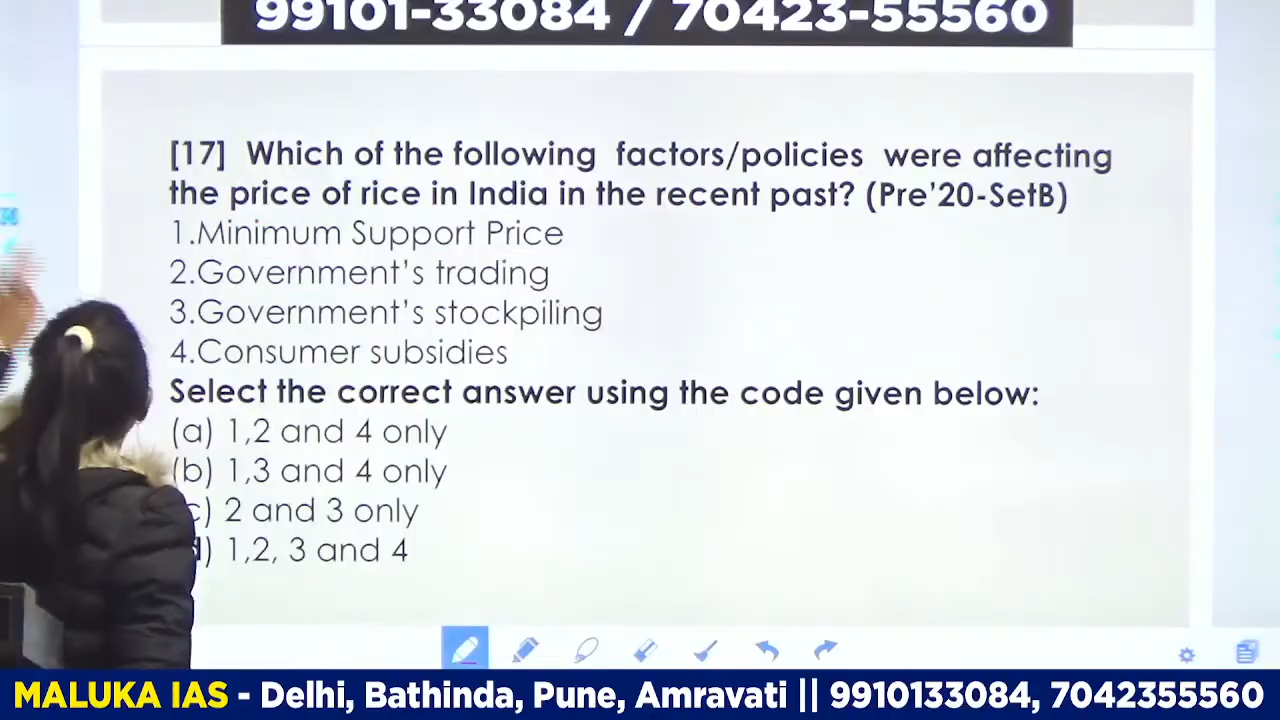 99101-33084 / 70423-55560
[17] Which of the following factors/policies were affecting
the price of rice in India in the recent past? (Pre'20-SetB)
1.Minimum Support Price
2.Government's trading
3.Government's stockpiling
4.Consumer subsidies
Select the correct answer using the code given below:
(a) 1,2 and 4 only
(b) 1,3 and 4 only
c) 2 and 3 only
d) 1,2, 3 and 4
MALUKA IAS - Delhi, Bathinda, Pune, Amravati || 9910133084, 7042355560